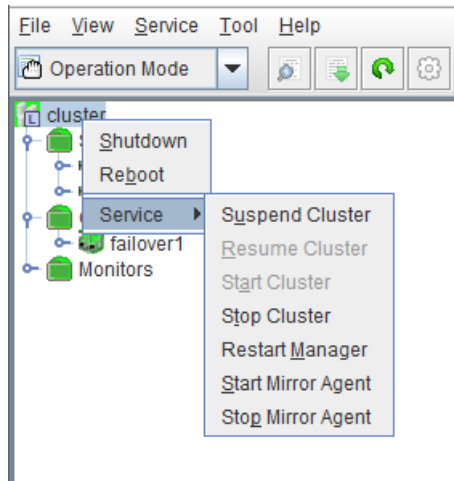 File View Service Tool Help
Operation Mode
cluster
Shutdown
Reboot
Service
Suspend Cluster
failover1
Resume Cluster
Monitors
Start Cluster
Stop Cluster
Restart Manager
Start Mirror Agent
Stop Mirror Agent